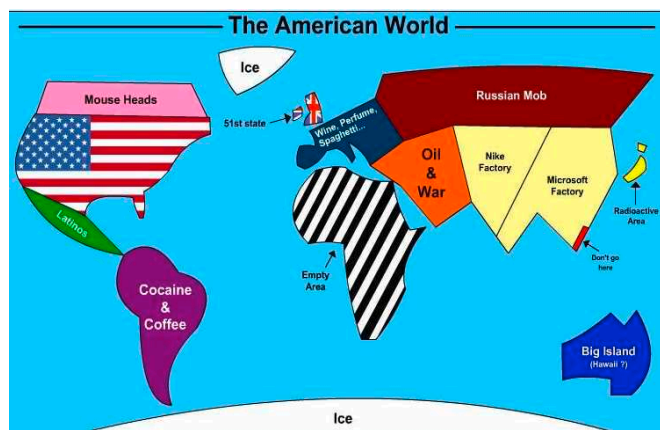 The American World
Ice
Mouse Heads
51st state
Wine, Perfume,
Spaghetti...
Russian Mob
Oil
&
War
Nike
Factory
Microsoft
Factory
Radioactive
Area
Latinos
Empty
Area
Don't go
here
Cocaine
&
Coffee
Big Island
(Hawaii ?)
Ice